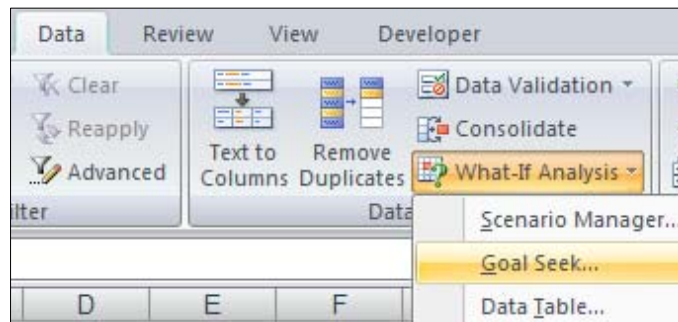 Data Review View Developer
Clear
Reapply
Advanced
Text to Columns
Remove Duplicates
Data Validation
Consolidate
What-If Analysis
ilter
Data
Scenario Manager...
Goal Seek...
Data Table...
D E F